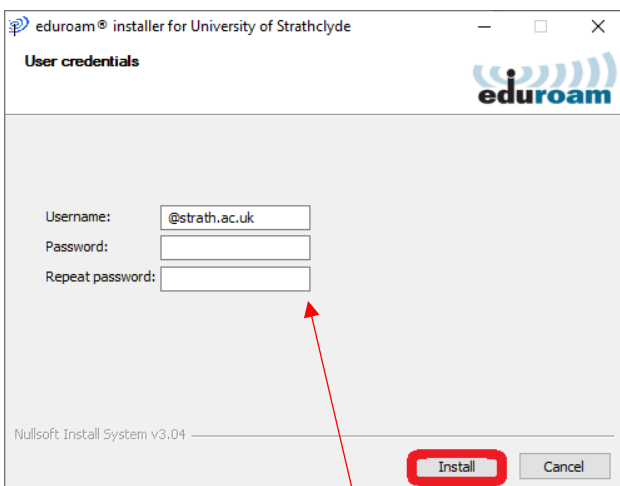 eduroam® installer for University of Strathclyde
User credentials
eduroam
Username: @strath.ac.uk
Password:
Repeat password:
Nullsoft Install System v3.04
Install Cancel